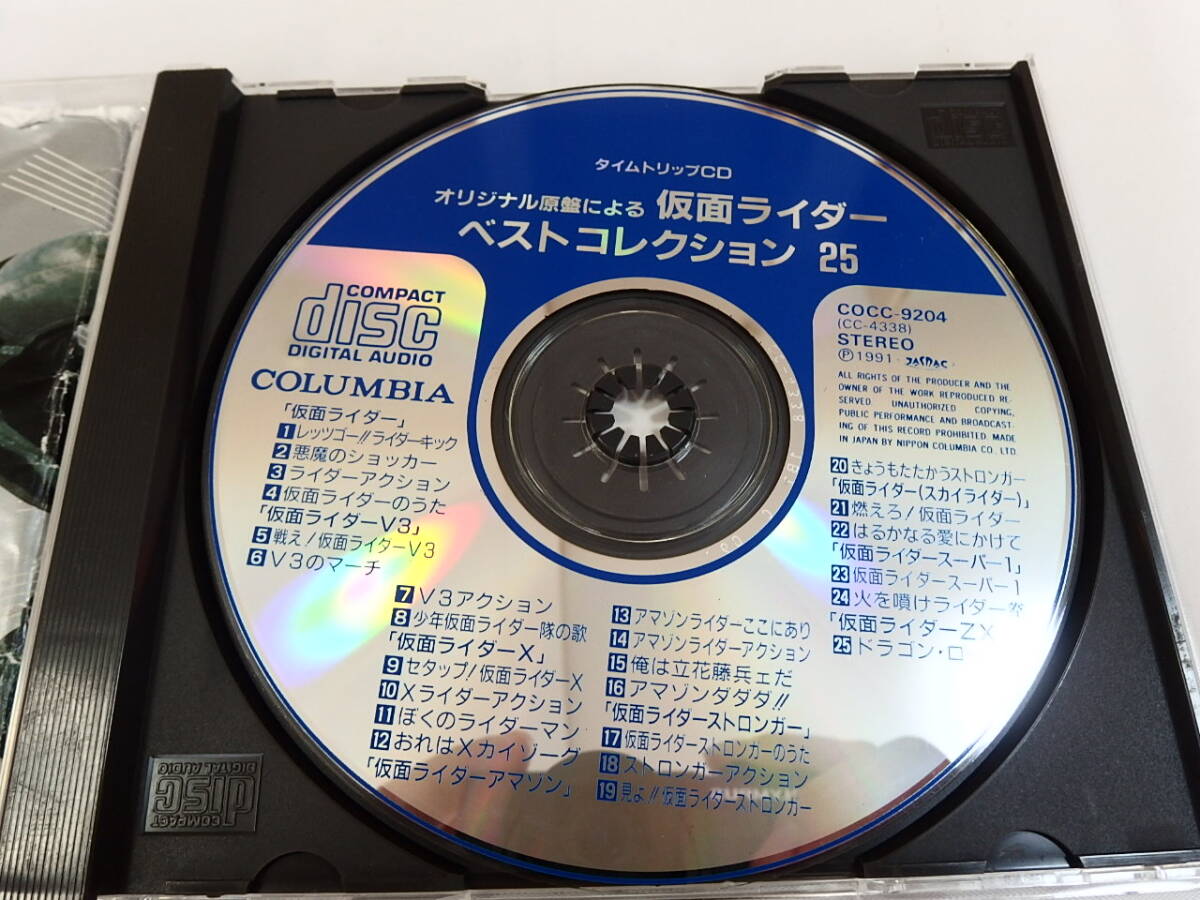 タイムトリップCD
オリジナル原盤による 仮面ライダー
ベストコレクション 25
COMPACT
disc
DIGITAL AUDIO
COLUMBIA
COCC-9204
(CC-4338)
STEREO
Ⓟ1991 JASRAC
ALL RIGHTS OF THE PRODUCER AND THE
OWNER OF THE WORK REPRODUCED RE-
SERVED UNAUTHORIZED COPYING,
PUBLIC PERFORMANCE AND BROADCAST-
ING OF THIS RECORD PROHIBITED. MADE
IN JAPAN BY NIPPON COLUMBIA CO., LTD.
「仮面ライダー」
1 レッツゴー!!ライダーキック
2 悪魔のショッカー
3 ライダーアクション
4 仮面ライダーのうた
「仮面ライダーV3」
5 戦え!仮面ライダーV3
6 V3のマーチ
7 V3アクション
8 少年仮面ライダー隊の歌
「仮面ライダーX」
9 セタップ!仮面ライダーX
10 Xライダーアクション
11 ぼくのライダーマン
12 おれはXカイゾーグ
「仮面ライダーアマゾン」
13 アマゾンライダーここにあり
14 アマゾンライダーアクション
15 俺は立花藤兵ェだ
16 アマゾンダダダ!!
「仮面ライダーストロンガー」
17 仮面ライダーストロンガーのうた
18 ストロンガーアクション
19 見よ!!仮面ライダーストロンガー
20 きょうもたたかうストロンガー
「仮面ライダー(スカイライダー)」
21 燃えろ!仮面ライダー
22 はるかなる愛にかけて
「仮面ライダースーパー1」
23 仮面ライダースーパー1
24 火を噴けライダー拳
「仮面ライダーZX」
25 ドラゴン・ロ
COMPACT
disc
DIGITAL AUDIO